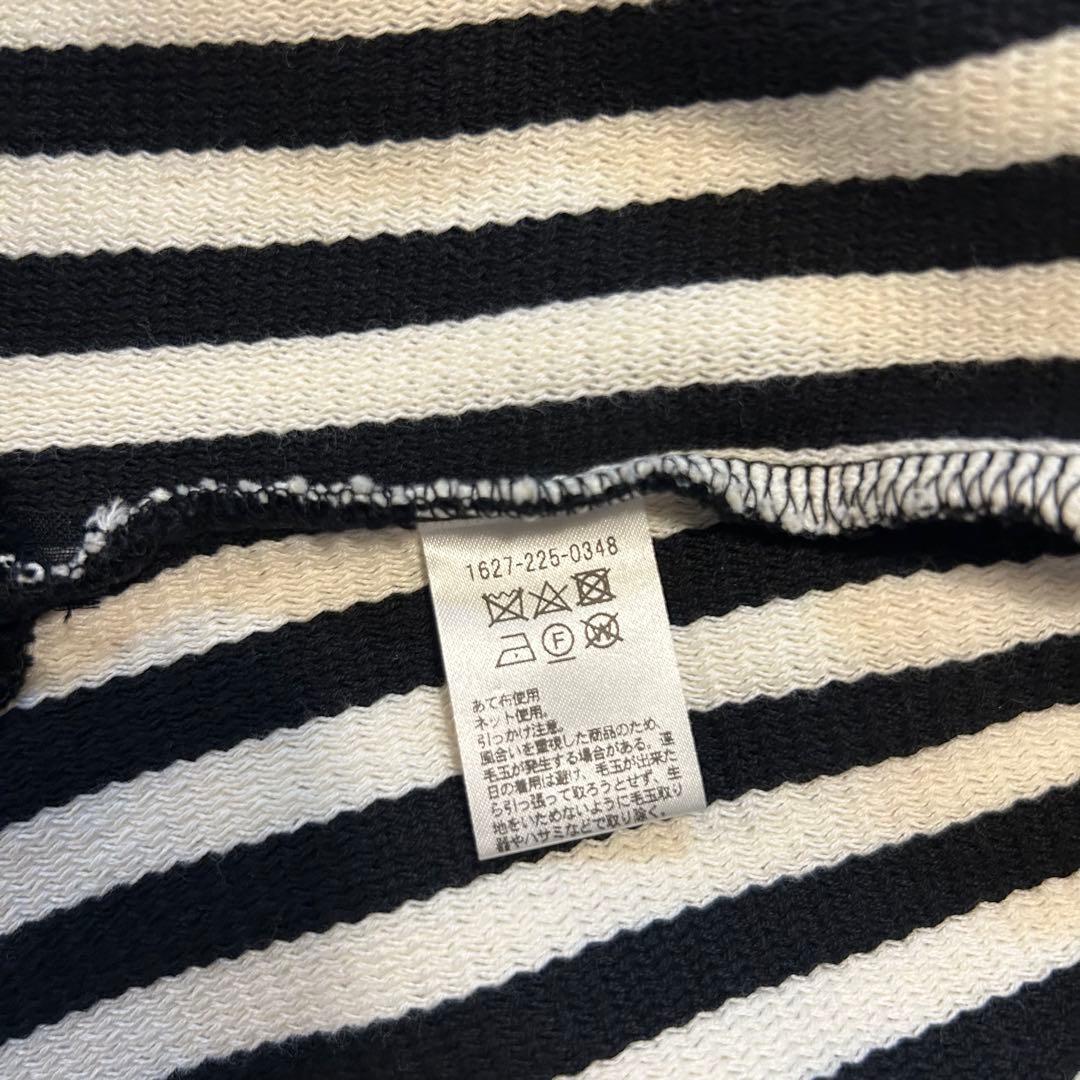 1627-225-0348
F W
あて布使用
ネット使用。
引っかけ注意。
風合いを重視した商品のため、
毛玉が発生する場合がある。連
日の着用は避け、毛玉が出来た
ら引っ張って取ろうとせず、生
地をいためないように毛玉取り
器やハサミなどで取り除く。